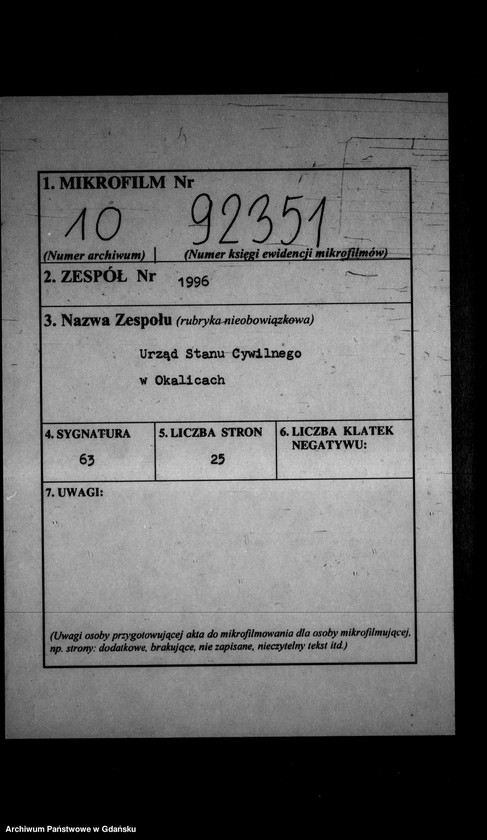 1. MIKROFILM Nr
10 92351
(Numer archiwum) (Numer księgi ewidencji mikrofilmów)
2. ZESPÓŁ Nr 1996
3. Nazwa Zespołu (rubryka nieobowiązkowa)
Urząd Stanu Cywilnego
w Okalicach
4. SYGNATURA 5. LICZBA STRON 6. LICZBA KLATEK
NEGATYWU:
63 25
7. UWAGI:
(Uwagi osoby przygotowującej akta do mikrofilmowania dla osoby mikrofilmującej,
np. strony: dodatkowe, brakujące, nie zapisane, nieczytelny tekst itd.)
Archiwum Państwowe w Gdańsku